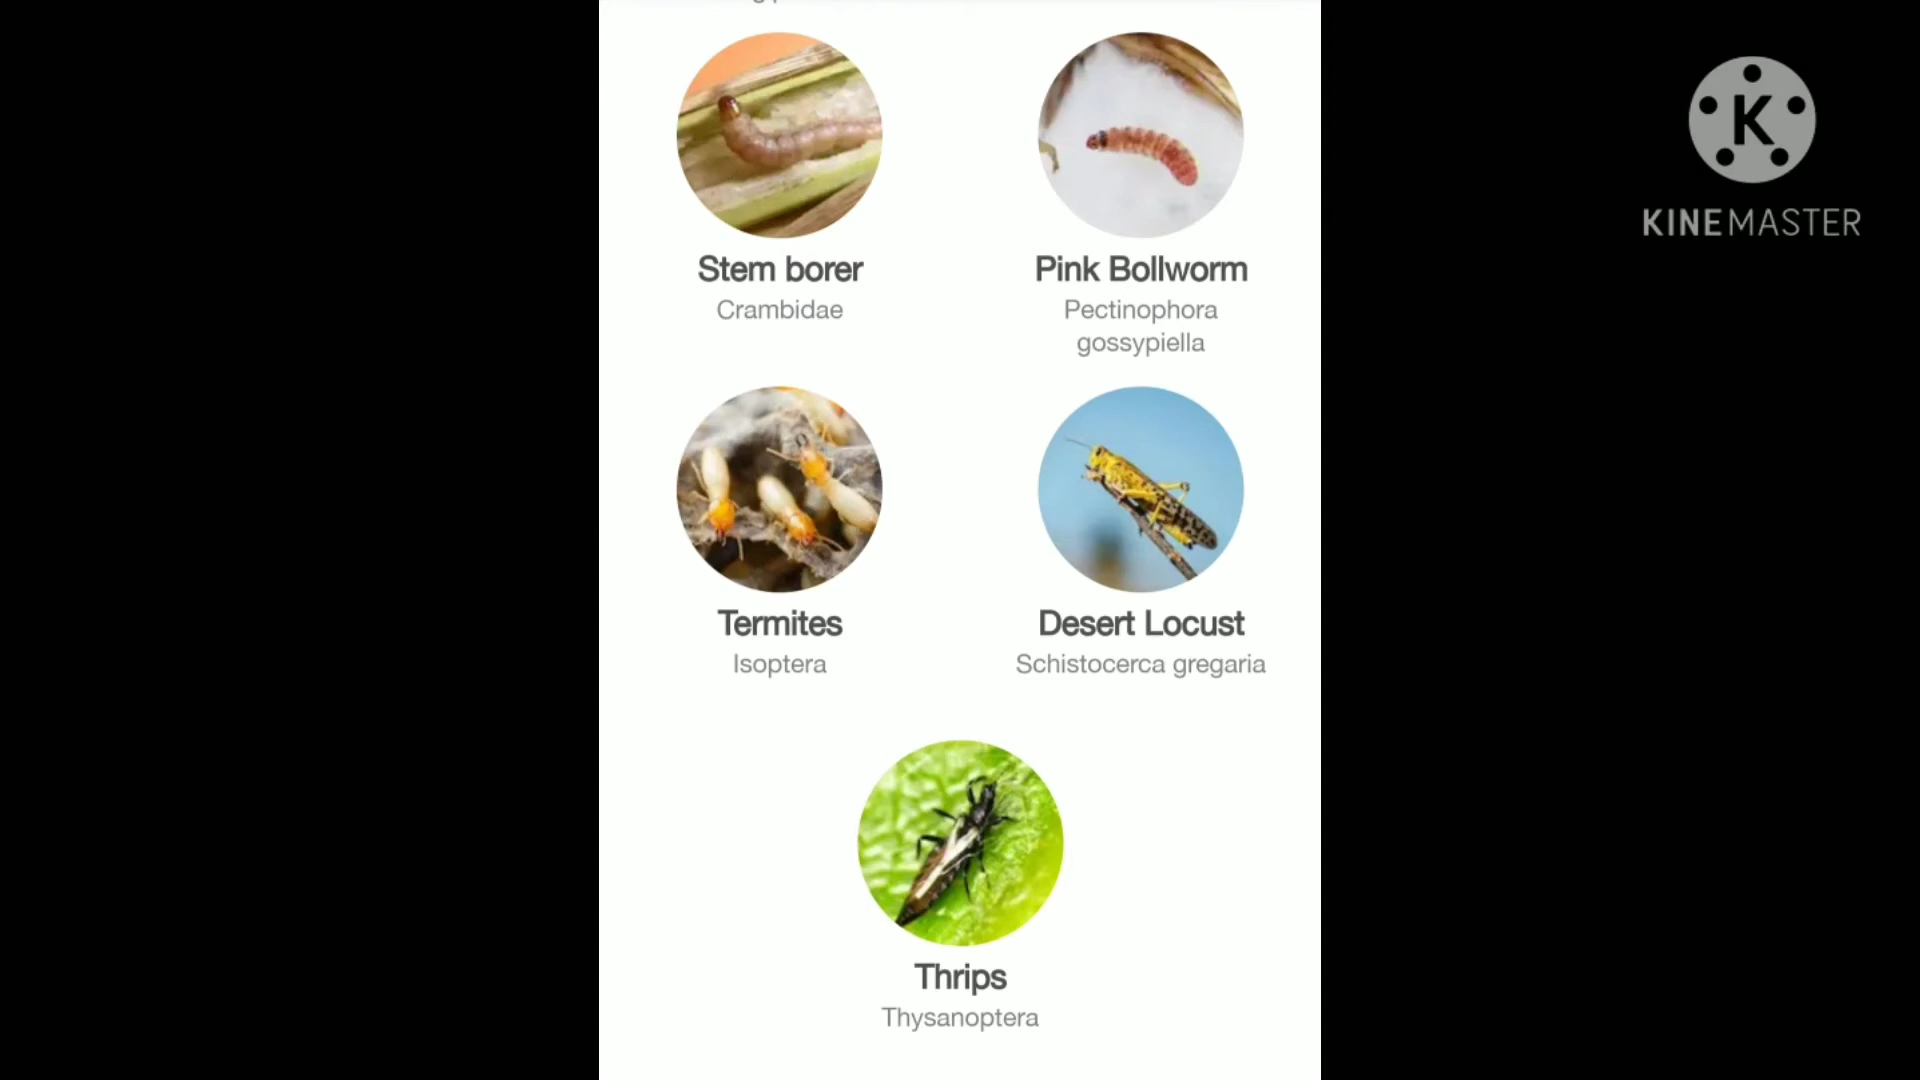 Stem borer
Crambidae
Pink Bollworm
Pectinophora
gossypiella
Termites
Isoptera
Desert Locust
Schistocerca gregaria
Thrips
Thysanoptera
K
KINEMASTER